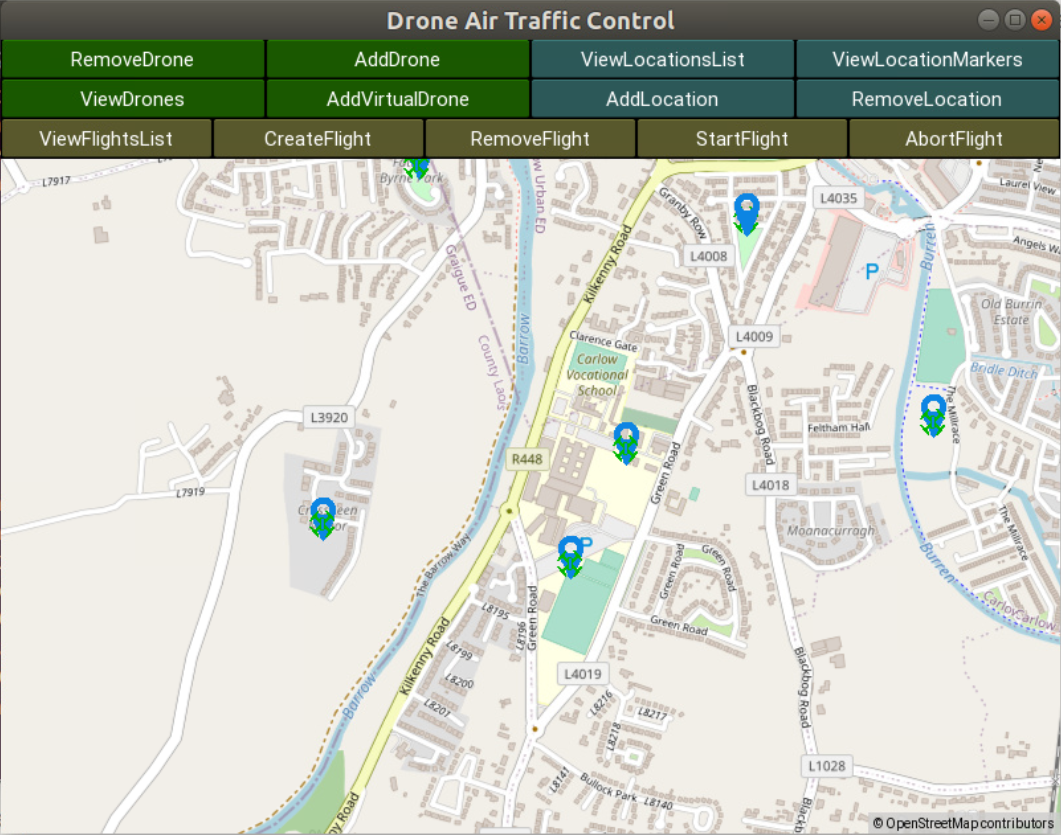 Drone Air Traffic Control
RemoveDrone AddDrone ViewLocationsList ViewLocationMarkers
ViewDrones AddVirtualDrone AddLocation RemoveLocation
ViewFlightsList CreateFlight RemoveFlight StartFlight AbortFlight
L7917
Park
Graigue ED
Urban ED
County Laois
Barrow
Kilkenny Road
Granby Row
L4008
L4035
P
Burren
Laurel View
Angels
Old Burrin
Estate
Bridle Ditch
The Millrace
L4009
Clarence Gate
Carlow
Vocational
School
Blackbog Road
Feltham Hall
L3920
R448
Green Road
L4018
L7919
Moanacurragh
The Millrace
Burren
Carlow
P
The Barrow Way
Green Road
Green Road
Green Road
Green Road
L8195
L8196
L8199
L8200
L8201
Kilkenny Road
Barrow
L4019
L8216
L8217
L8218
Blackbog Road
L1028
L8141
Bullock Park
L8140
Road
© OpenStreetMap contributors